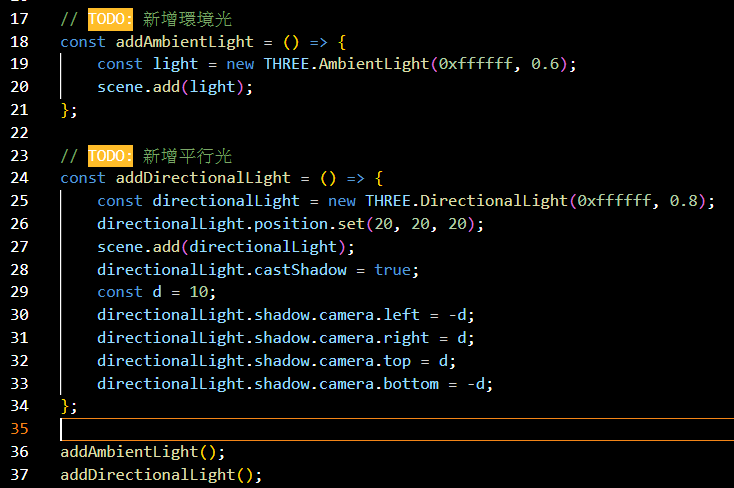 17 // TODO: 新增環境光
18 const addAmbientLight = () => {
19     const light = new THREE.AmbientLight(0xffffff, 0.6);
20     scene.add(light);
21 };
22
23 // TODO: 新增平行光
24 const addDirectionalLight = () => {
25     const directionalLight = new THREE.DirectionalLight(0xffffff, 0.8);
26     directionalLight.position.set(20, 20, 20);
27     scene.add(directionalLight);
28     directionalLight.castShadow = true;
29     const d = 10;
30     directionalLight.shadow.camera.left = -d;
31     directionalLight.shadow.camera.right = d;
32     directionalLight.shadow.camera.top = d;
33     directionalLight.shadow.camera.bottom = -d;
34 };
35
36 addAmbientLight();
37 addDirectionalLight();